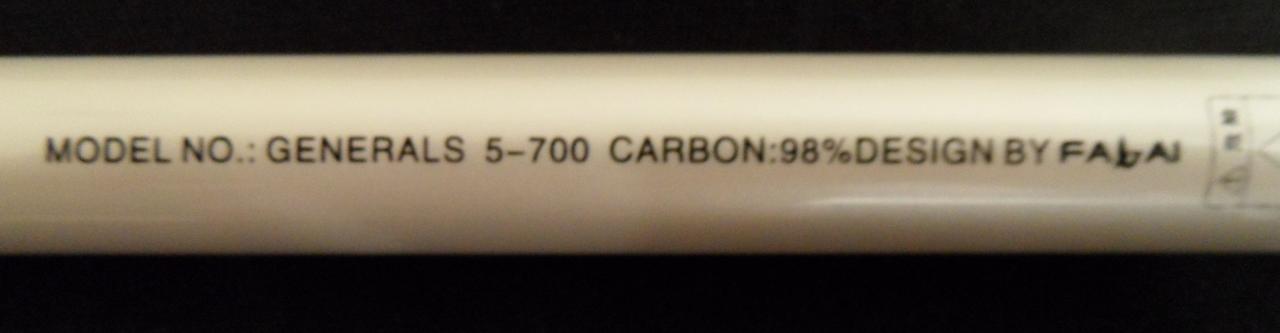 MODEL NO.: GENERALS 5-700 CARBON:98%DESIGN BY